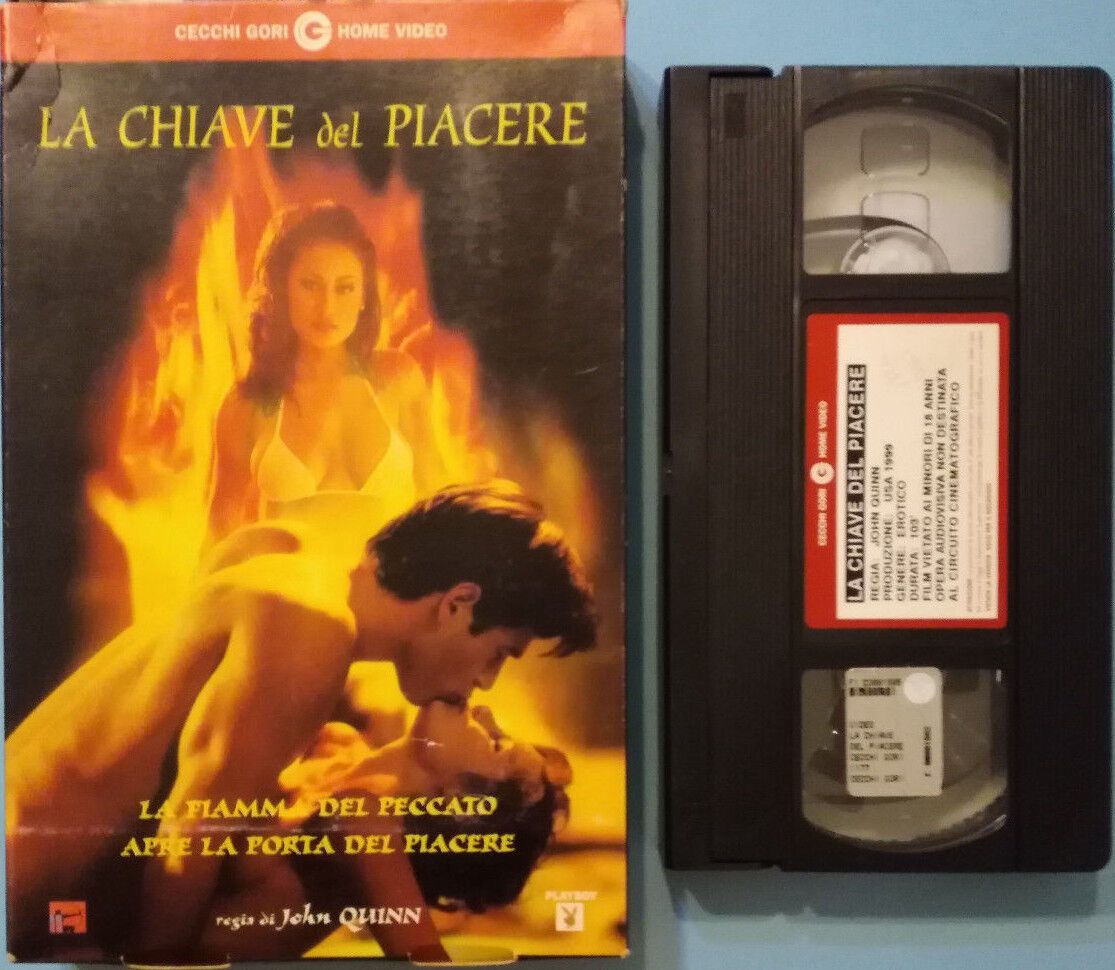 CECCHI GORI G HOME VIDEO
LA CHIAVE del PIACERE
LA FIAMMA DEL PECCATO
APRE LA PORTA DEL PIACERE
regia di John QUINN
PLAYBOY
CECCHI GORI G HOME VIDEO
LA CHIAVE DEL PIACERE
REGIA JOHN QUINN
PRODUZIONE USA 1999
GENERE EROTICO
DURATA 103'
FILM VIETATO AI MINORI DI 18 ANNI
OPERA AUDIOVISIVA NON DESTINATA
AL CIRCUITO CINEMATOGRAFICO
VIDEO
LA CHIAVE
DEL PIACERE
CECCHI GORI
CECCHI GORI